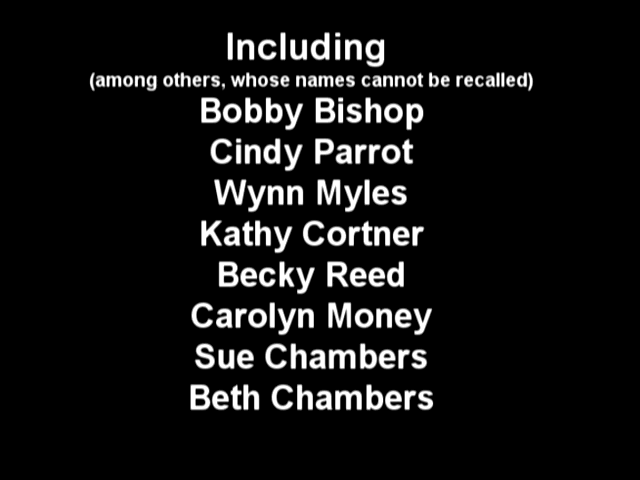 Including
(among others, whose names cannot be recalled)
Bobby Bishop
Cindy Parrot
Wynn Myles
Kathy Cortner
Becky Reed
Carolyn Money
Sue Chambers
Beth Chambers